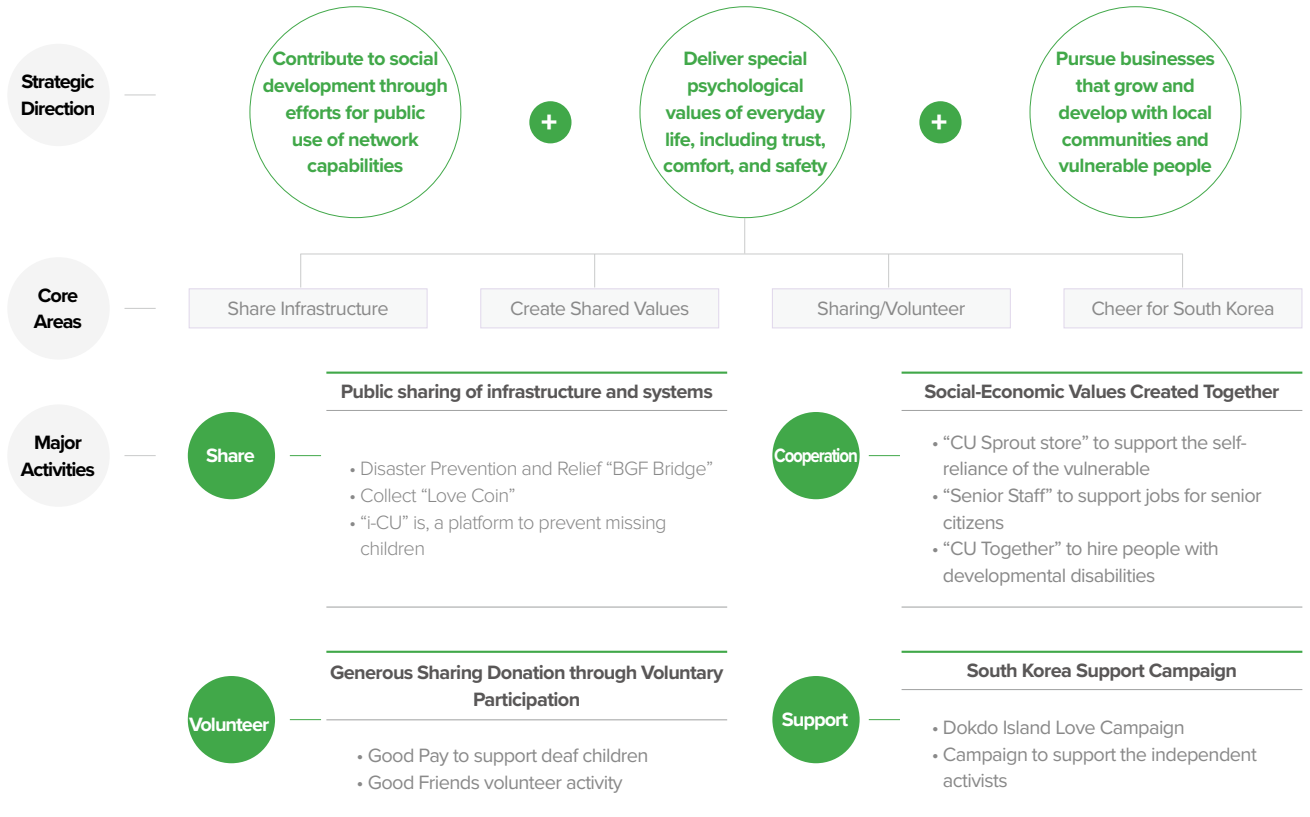 Strategic
Direction
Contribute to social
development through
efforts for public
use of network
capabilities
+
Deliver special
psychological
values of everyday
life, including trust,
comfort, and safety
+
Pursue businesses
that grow and
develop with local
communities and
vulnerable people
Core
Areas
Share Infrastructure
Create Shared Values
Sharing/Volunteer
Cheer for South Korea
Major
Activities
Share
Public sharing of infrastructure and systems
• Disaster Prevention and Relief “BGF Bridge”
• Collect “Love Coin”
• “i-CU” is, a platform to prevent missing
children
Cooperation
Social-Economic Values Created Together
• “CU Sprout store” to support the self-
reliance of the vulnerable
• “Senior Staff” to support jobs for senior
citizens
• “CU Together” to hire people with
developmental disabilities
Volunteer
Generous Sharing Donation through Voluntary
Participation
• Good Pay to support deaf children
• Good Friends volunteer activity
Support
South Korea Support Campaign
• Dokdo Island Love Campaign
• Campaign to support the independent
activists